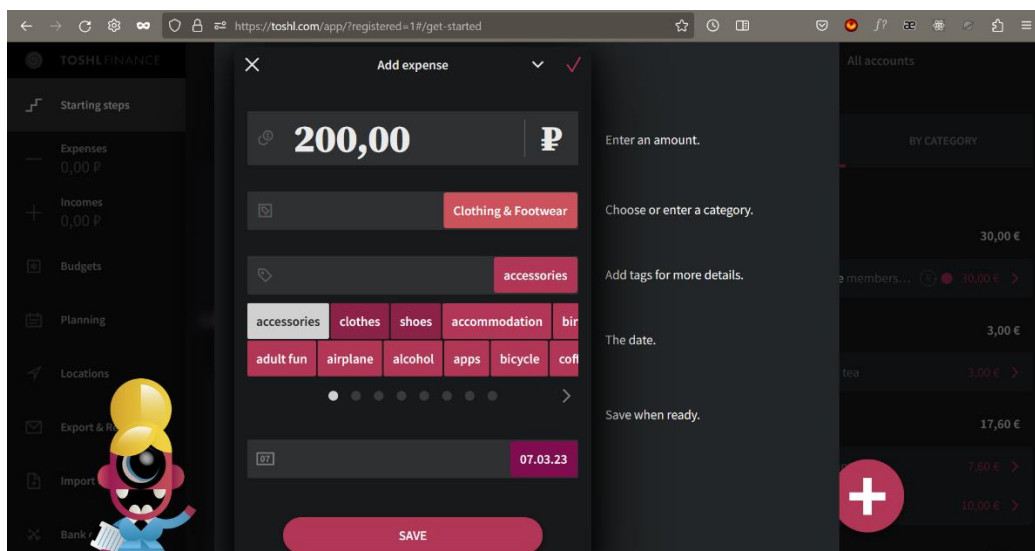 https://toshl.com/app/?registered=1#/get-started
TOSHL FINANCE
Starting steps
Expenses
0,00 ₽
Incomes
0,00 ₽
Budgets
Planning
Locations
Export &
Import
Bank
Add expense
200,00 ₽
Clothing & Footwear
accessories
accessories clothes shoes accommodation bir
adult fun airplane alcohol apps bicycle coff
07
07.03.23
SAVE
Enter an amount.
Choose or enter a category.
Add tags for more details.
The date.
Save when ready.
All accounts
BY CATEGORY
30,00 €
members... 30,00 €
3,00 €
tea 3,00 €
17,60 €
7,60 €
10,00 €